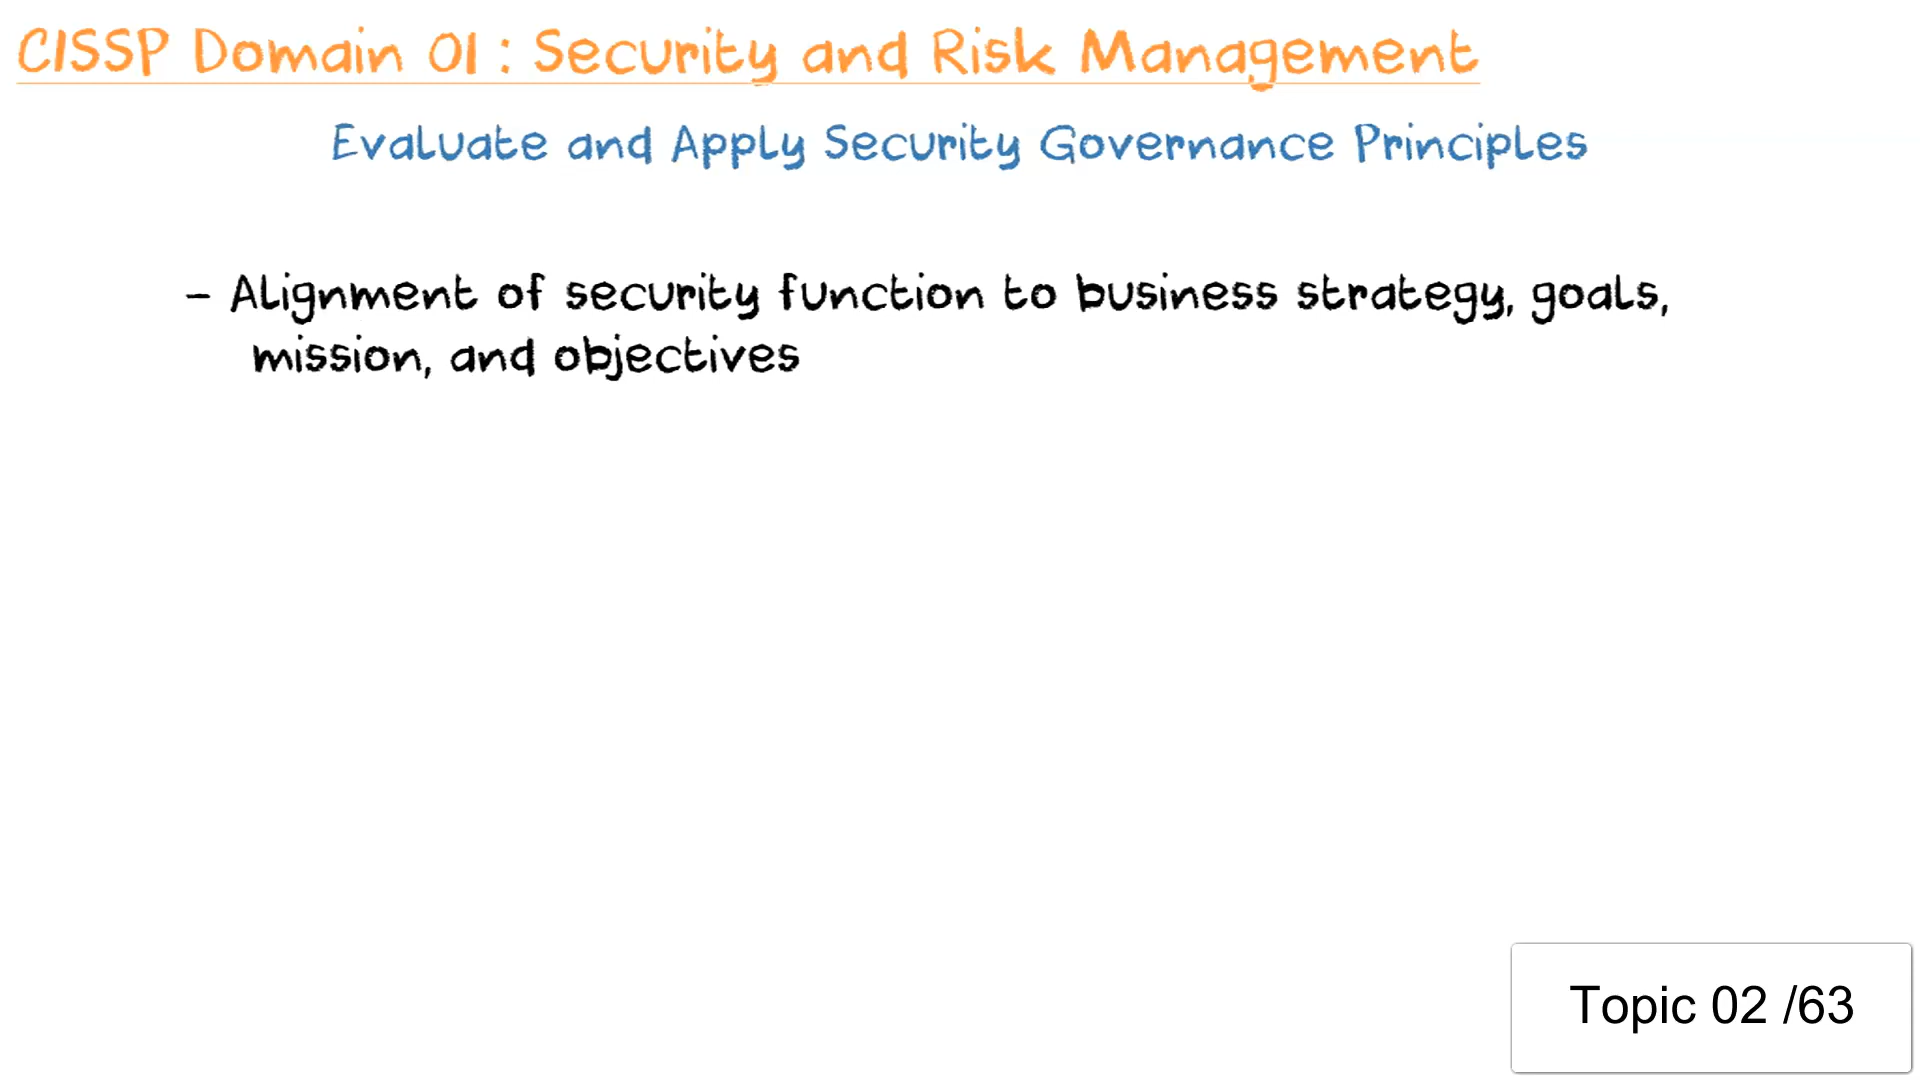 CISSP Domain 01 : Security and Risk Management
Evaluate and Apply Security Governance Principles
- Alignment of security function to business strategy, goals,
mission, and objectives
Topic 02 /63